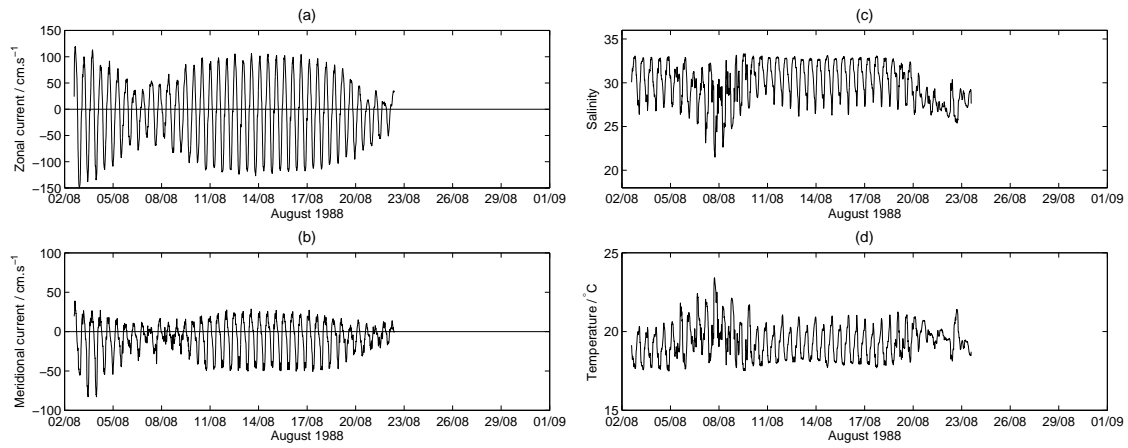 (a)
Zonal current / cm.s⁻¹
150
100
50
0
−50
−100
−150
02/08 05/08 08/08 11/08 14/08 17/08 20/08 23/08 26/08 29/08 01/09
August 1988
(b)
Meridional current / cm.s⁻¹
100
50
0
−50
−100
02/08 05/08 08/08 11/08 14/08 17/08 20/08 23/08 26/08 29/08 01/09
August 1988
(c)
Salinity
35
30
25
20
02/08 05/08 08/08 11/08 14/08 17/08 20/08 23/08 26/08 29/08 01/09
August 1988
(d)
Temperature / °C
25
20
15
02/08 05/08 08/08 11/08 14/08 17/08 20/08 23/08 26/08 29/08 01/09
August 1988